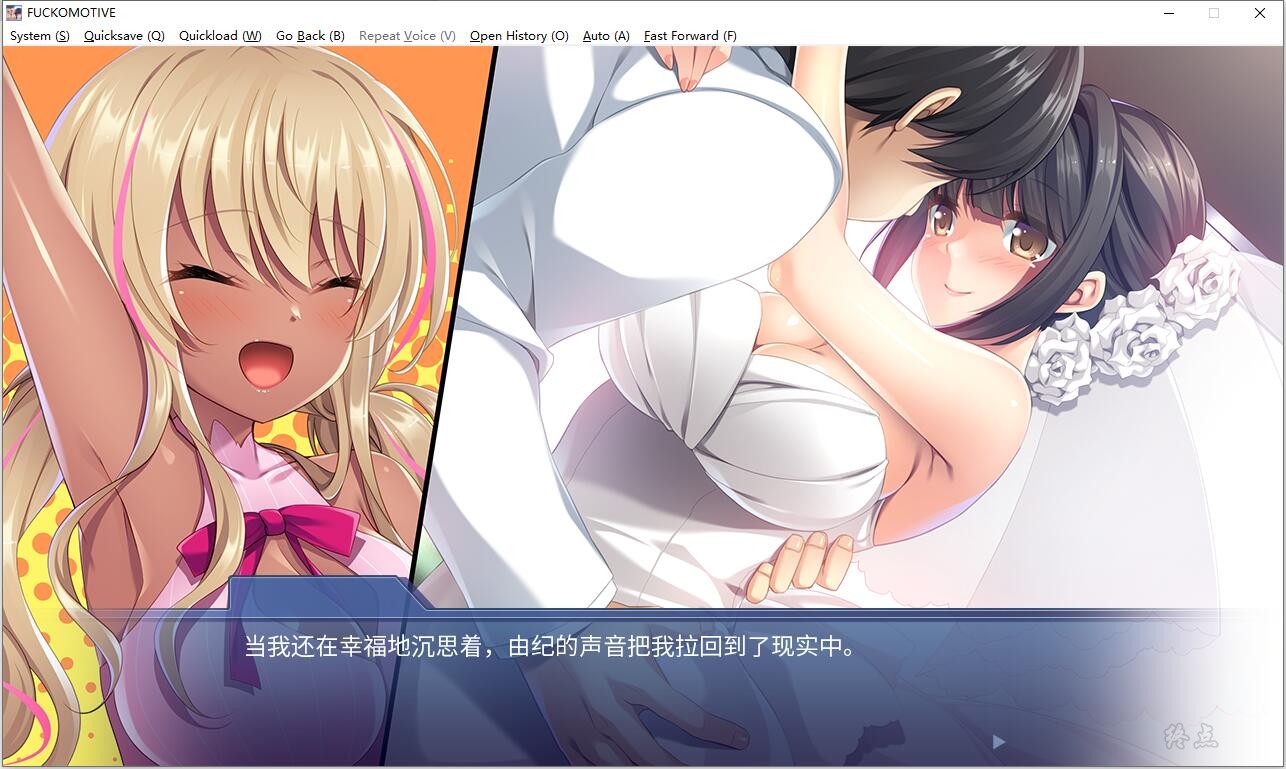 FUCKOMOTIVE
System (S) Quicksave (Q) Quickload (W) Go Back (B) Repeat Voice (V) Open History (O) Auto (A) Fast Forward (F)
当我还在幸福地沉思着，由纪的声音把我拉回到了现实中。
终点